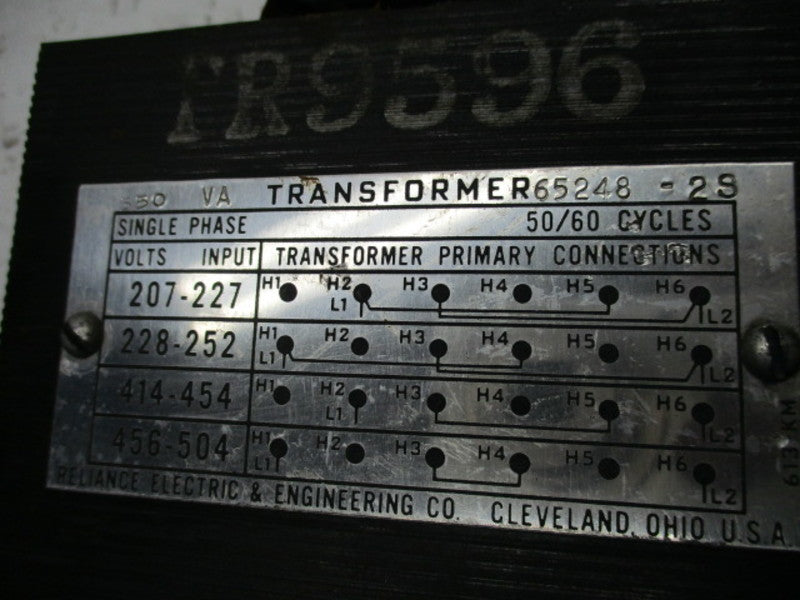 TR9596
550 VA TRANSFORMER 65248 - 2S
SINGLE PHASE 50/60 CYCLES
VOLTS INPUT TRANSFORMER PRIMARY CONNECTIONS
207-227 H1 H2 H3 H4 H5 H6
L1 L2
228-252 H1 H2 H3 H4 H5 H6
L1 L2
414-454 H1 H2 H3 H4 H5 H6
L1 L2
456-504 H1 H2 H3 H4 H5 H6
L1 L2
RELIANCE ELECTRIC & ENGINEERING CO. CLEVELAND, OHIO U.S.A.
613 KM